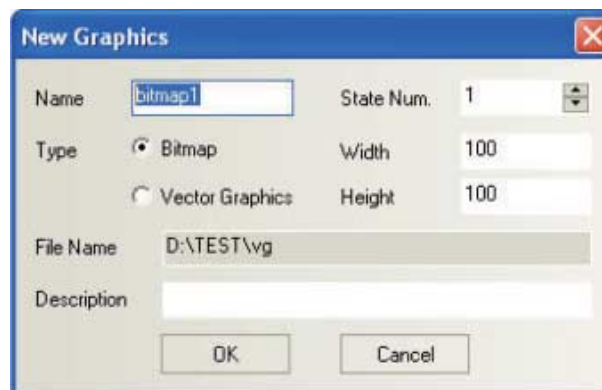 New Graphics
Name bitmap1 State Num. 1
Type Bitmap Width 100
Vector Graphics Height 100
File Name D:\TEST\vg
Description
OK Cancel